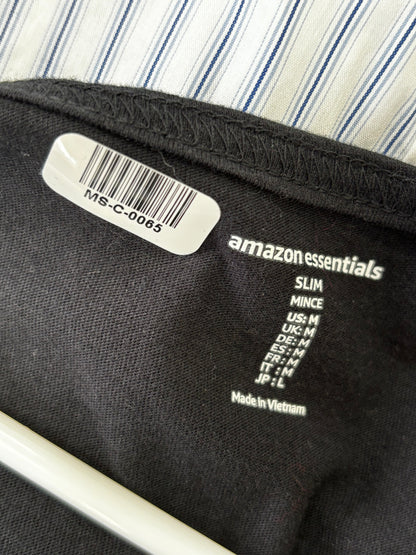 MS-C-0065
amazon essentials
SLIM
MINCE
US: M
UK: M
DE: M
ES: M
FR: M
IT: M
JP: L
Made in Vietnam